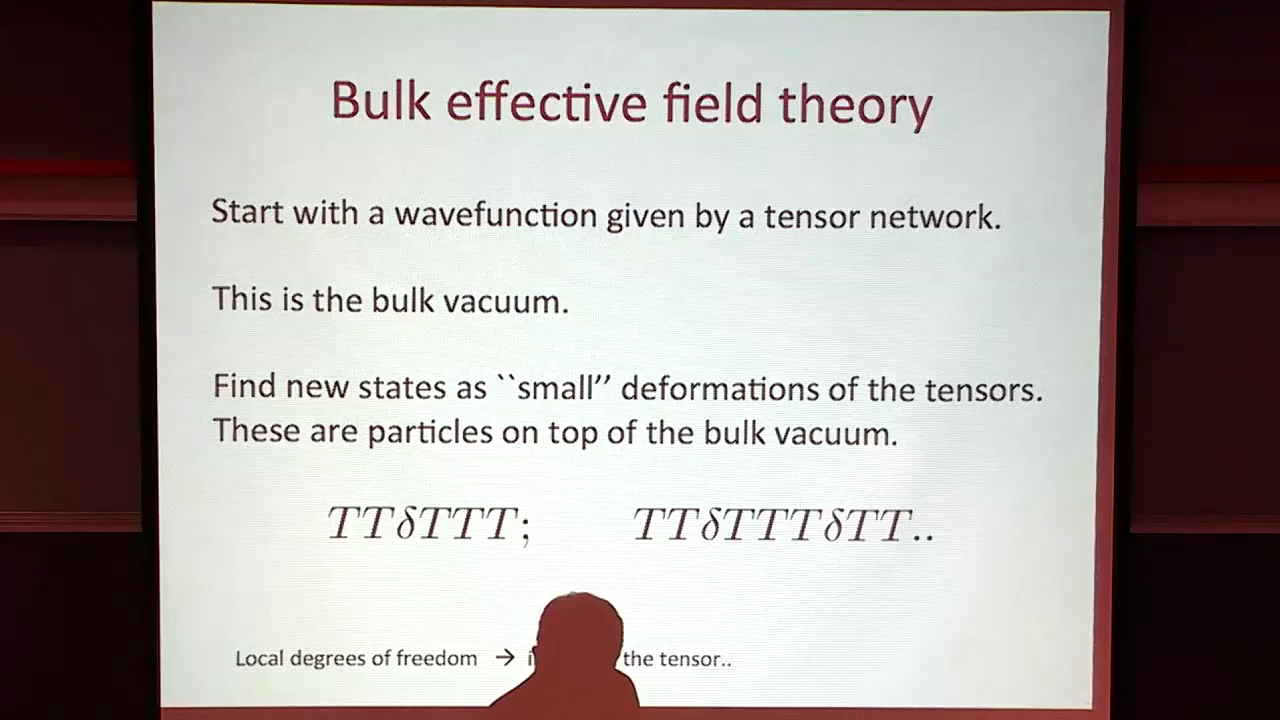 Bulk effective field theory
Start with a wavefunction given by a tensor network.
This is the bulk vacuum.
Find new states as ``small’’ deformations of the tensors.
These are particles on top of the bulk vacuum.
TTδTTT; TTδTTTδTT..
Local degrees of freedom → the tensor..